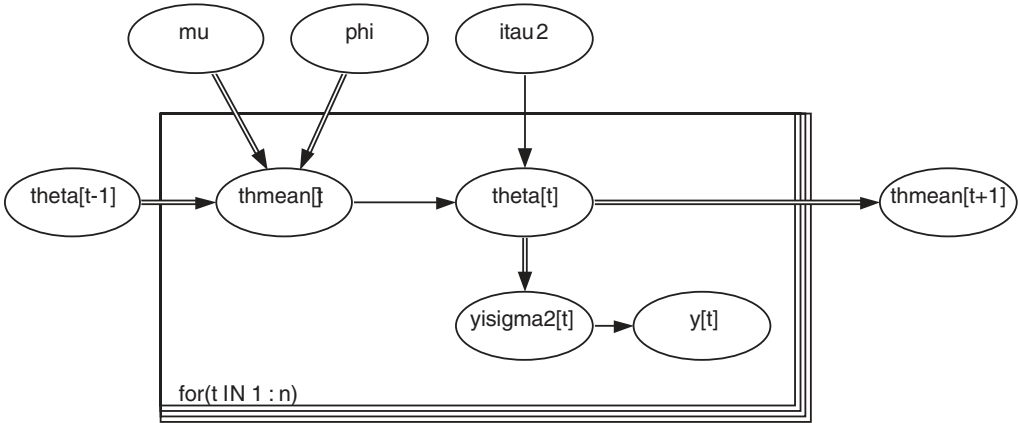 mu
phi
itau2
theta[t-1]
thmean[t]
theta[t]
thmean[t+1]
yisigma2[t]
y[t]
for(t IN 1 : n)